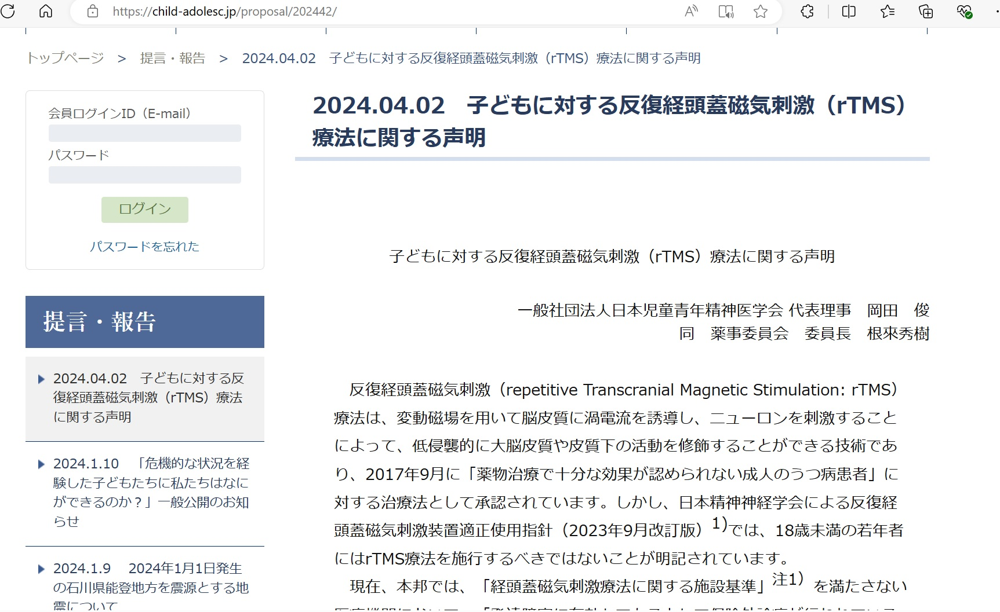 https://child-adolesc.jp/proposal/202442/
トップページ > 提言・報告 > 2024.04.02　子どもに対する反復経頭蓋磁気刺激（rTMS）療法に関する声明
会員ログインID（E-mail）
パスワード
ログイン
パスワードを忘れた
提言・報告
2024.04.02　子どもに対する反
復経頭蓋磁気刺激（rTMS）療法
に関する声明
2024.1.10　「危機的な状況を経
験した子どもたちに私たちはなに
ができるのか？」一般公開のお知
らせ
2024.1.9　2024年1月1日発生
の石川県能登地方を震源とする地
震について
2024.04.02　子どもに対する反復経頭蓋磁気刺激（rTMS）
療法に関する声明
子どもに対する反復経頭蓋磁気刺激（rTMS）療法に関する声明
一般社団法人日本児童青年精神医学会 代表理事　岡田　俊
同　薬事委員会　委員長　根來秀樹
反復経頭蓋磁気刺激（repetitive Transcranial Magnetic Stimulation: rTMS）
療法は、変動磁場を用いて脳皮質に渦電流を誘導し、ニューロンを刺激すること
によって、低侵襲的に大脳皮質や皮質下の活動を修飾することができる技術であ
り、2017年9月に「薬物治療で十分な効果が認められない成人のうつ病患者」に
対する治療法として承認されています。しかし、日本精神神経学会による反復経
頭蓋磁気刺激装置適正使用指針（2023年9月改訂版）1)では、18歳未満の若年者
にはrTMS療法を施行するべきではないことが明記されています。
現在、本邦では、「経頭蓋磁気刺激療法に関する施設基準」注1）を満たさない